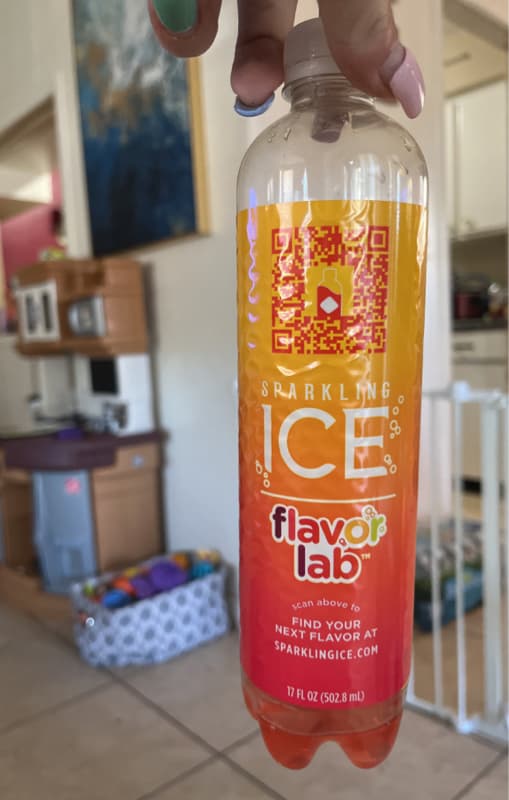 SPARKLING
ICE
flavor
lab™
scan above to
FIND YOUR
NEXT FLAVOR AT
SPARKLINGICE.COM
17 FL OZ (502.8 mL)